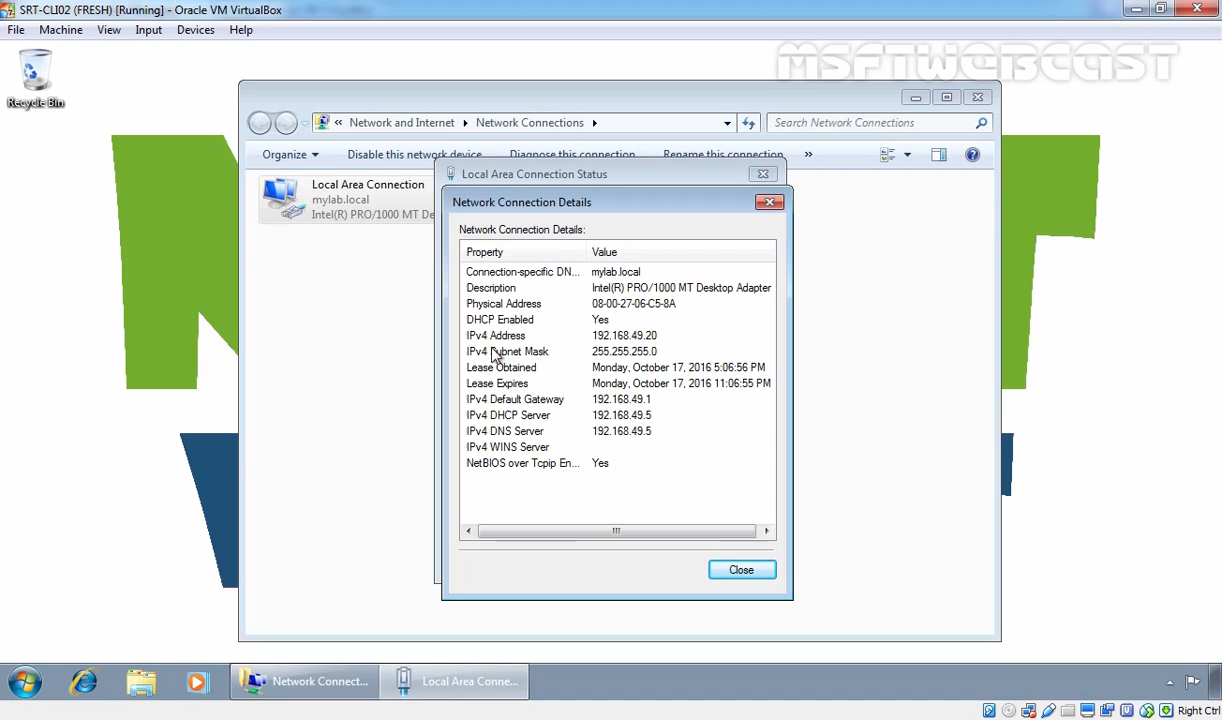 SRT-CLI02 (FRESH) [Running] - Oracle VM VirtualBox
File Machine View Input Devices Help
MSFTWEBCAST
Recycle Bin
« Network and Internet Network Connections
Search Network Connections
Organize Disable this network device Diagnose this connection Rename this connection »
Local Area Connection
mylab.local
Intel(R) PRO/1000 MT De
Local Area Connection Status
Network Connection Details
Network Connection Details:
Property Value
Connection-specific DN... mylab.local
Description Intel(R) PRO/1000 MT Desktop Adapter
Physical Address 08-00-27-06-C5-8A
DHCP Enabled Yes
IPv4 Address 192.168.49.20
IPv4 Subnet Mask 255.255.255.0
Lease Obtained Monday, October 17, 2016 5:06:56 PM
Lease Expires Monday, October 17, 2016 11:06:55 PM
IPv4 Default Gateway 192.168.49.1
IPv4 DHCP Server 192.168.49.5
IPv4 DNS Server 192.168.49.5
IPv4 WINS Server
NetBIOS over Tcpip En... Yes
Close
Network Connect...
Local Area Conne...
Right Ctrl